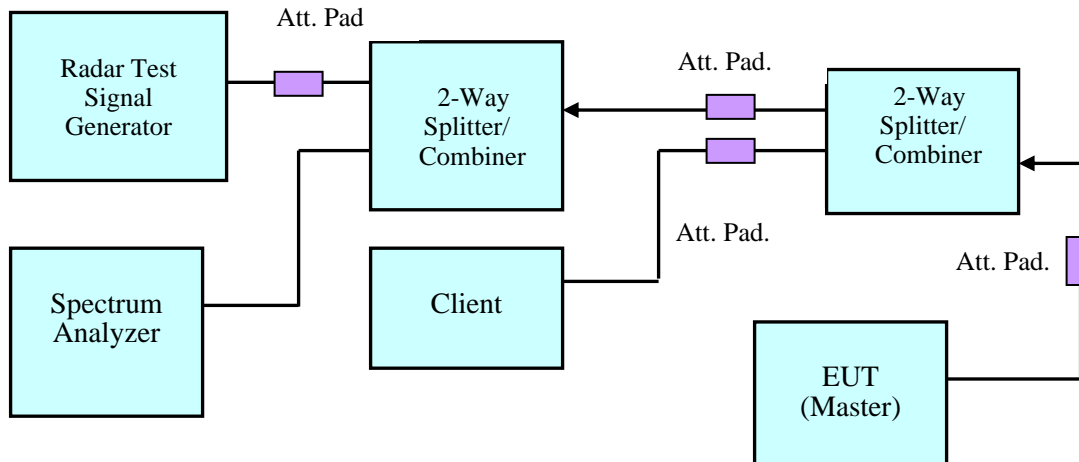 Att. Pad
Radar Test
Signal
Generator
2-Way
Splitter/
Combiner
Att. Pad.
2-Way
Splitter/
Combiner
Att. Pad.
Att. Pad.
Spectrum
Analyzer
Client
EUT
(Master)